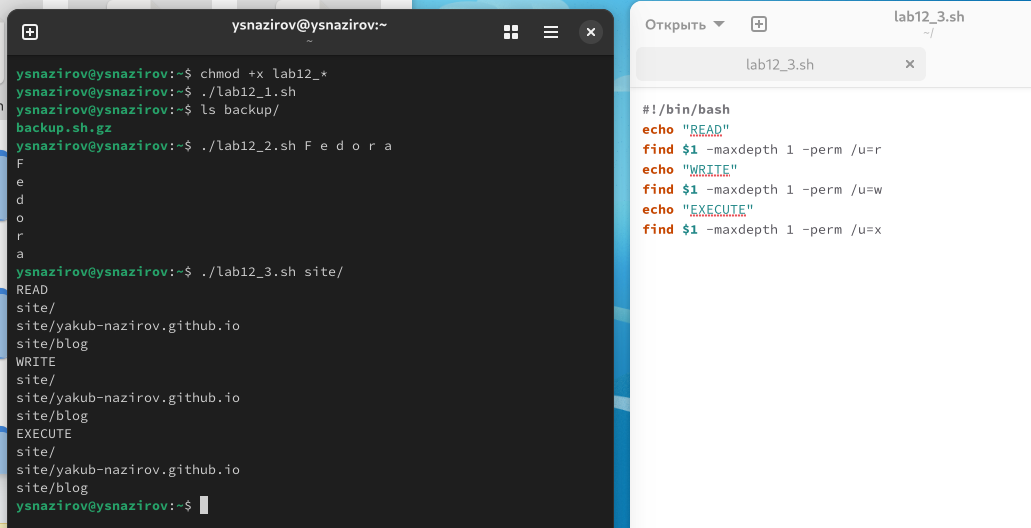 ysnazirov@ysnazirov:~
~
ysnazirov@ysnazirov:~$ chmod +x lab12_*
ysnazirov@ysnazirov:~$ ./lab12_1.sh
ysnazirov@ysnazirov:~$ ls backup/
backup.sh.gz
ysnazirov@ysnazirov:~$ ./lab12_2.sh F e d o r a
F
e
d
o
r
a
ysnazirov@ysnazirov:~$ ./lab12_3.sh site/
READ
site/
site/yakub-nazirov.github.io
site/blog
WRITE
site/
site/yakub-nazirov.github.io
site/blog
EXECUTE
site/
site/yakub-nazirov.github.io
site/blog
ysnazirov@ysnazirov:~$
Открыть
lab12_3.sh
~/
lab12_3.sh
#!/bin/bash
echo "READ"
find $1 -maxdepth 1 -perm /u=r
echo "WRITE"
find $1 -maxdepth 1 -perm /u=w
echo "EXECUTE"
find $1 -maxdepth 1 -perm /u=x